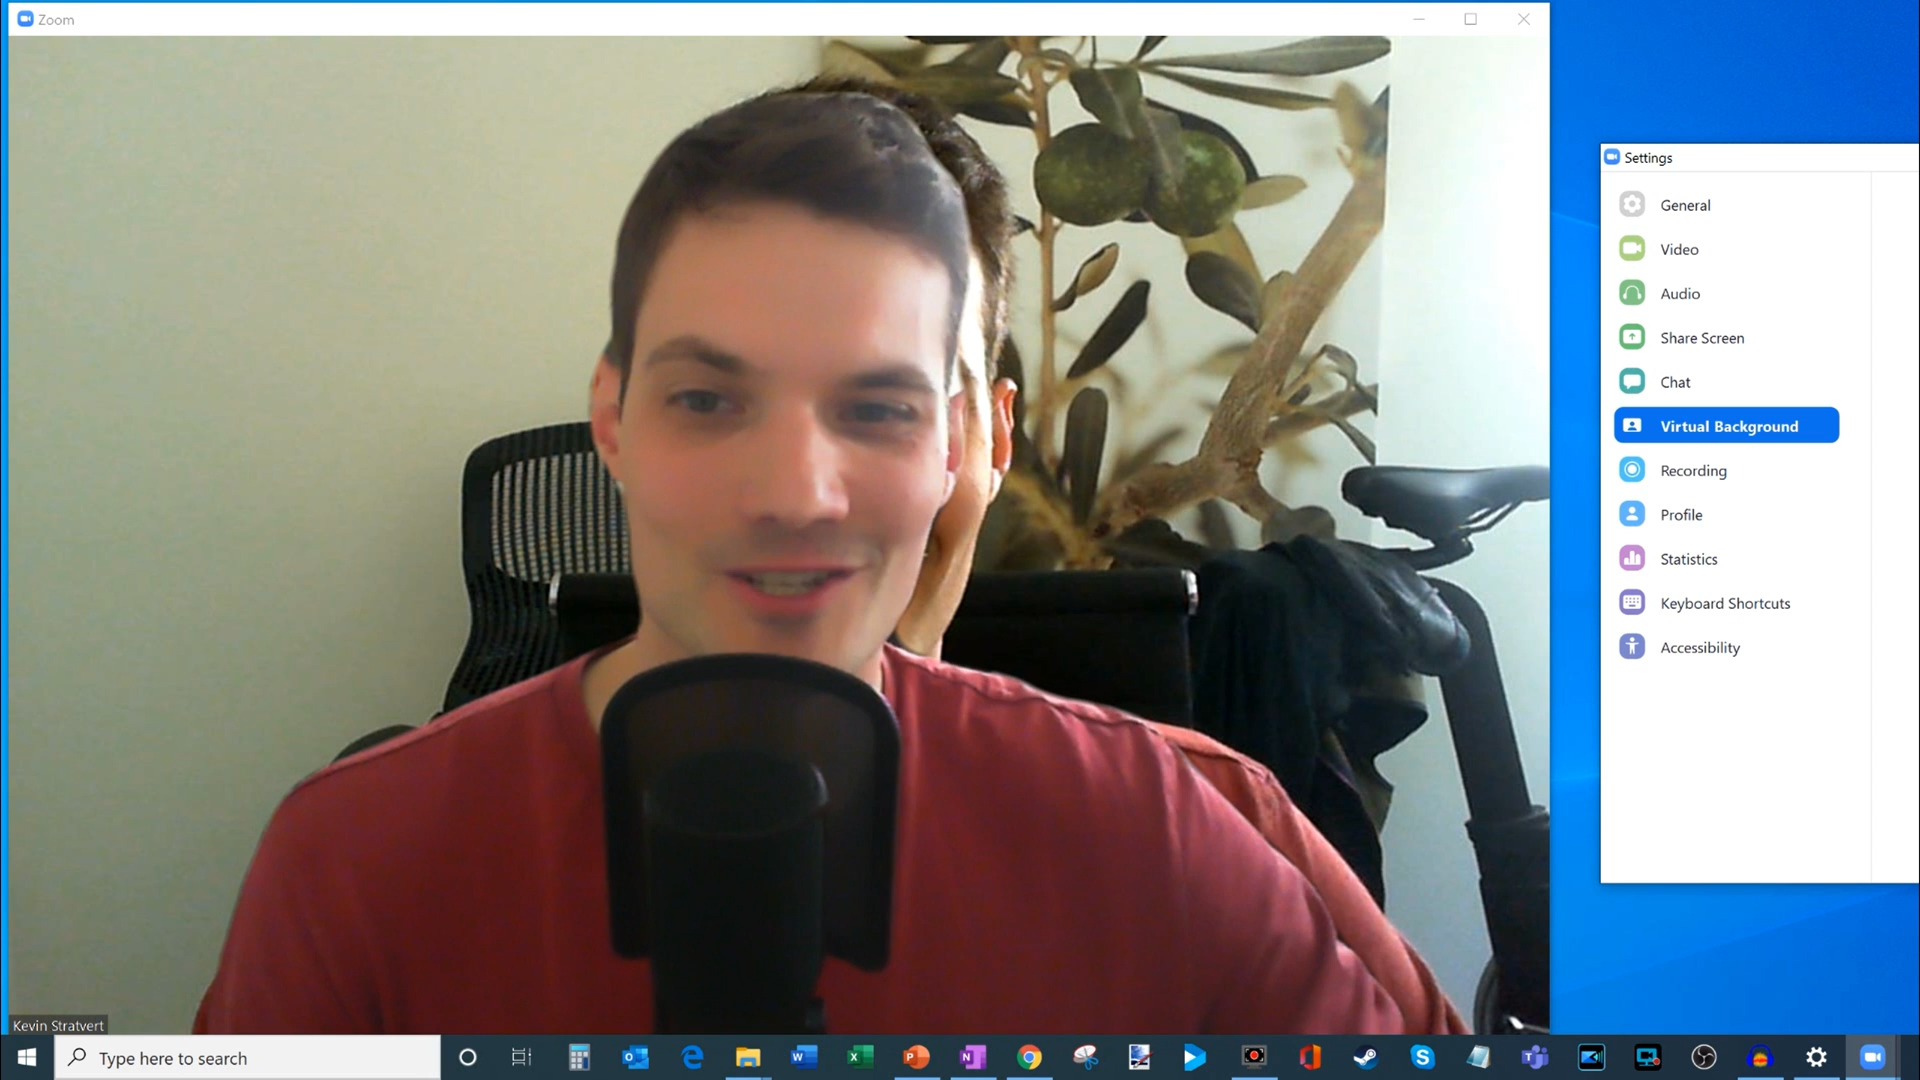 Zoom
Settings
General
Video
Audio
Share Screen
Chat
Virtual Background
Recording
Profile
Statistics
Keyboard Shortcuts
Accessibility
Kevin Stratvert
Type here to search